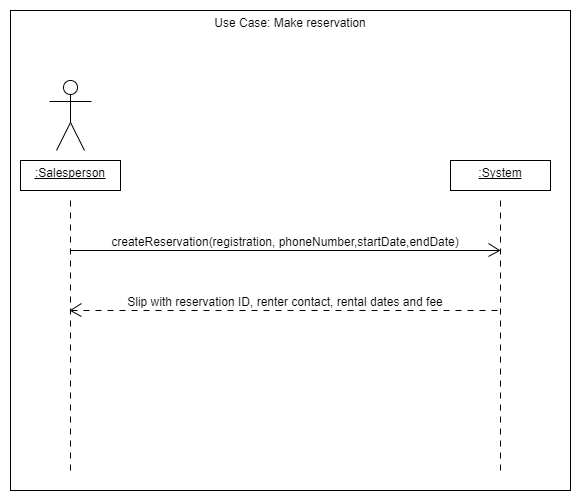 Use Case: Make reservation
:Salesperson
:System
createReservation(registration, phoneNumber,startDate,endDate)
Slip with reservation ID, renter contact, rental dates and fee